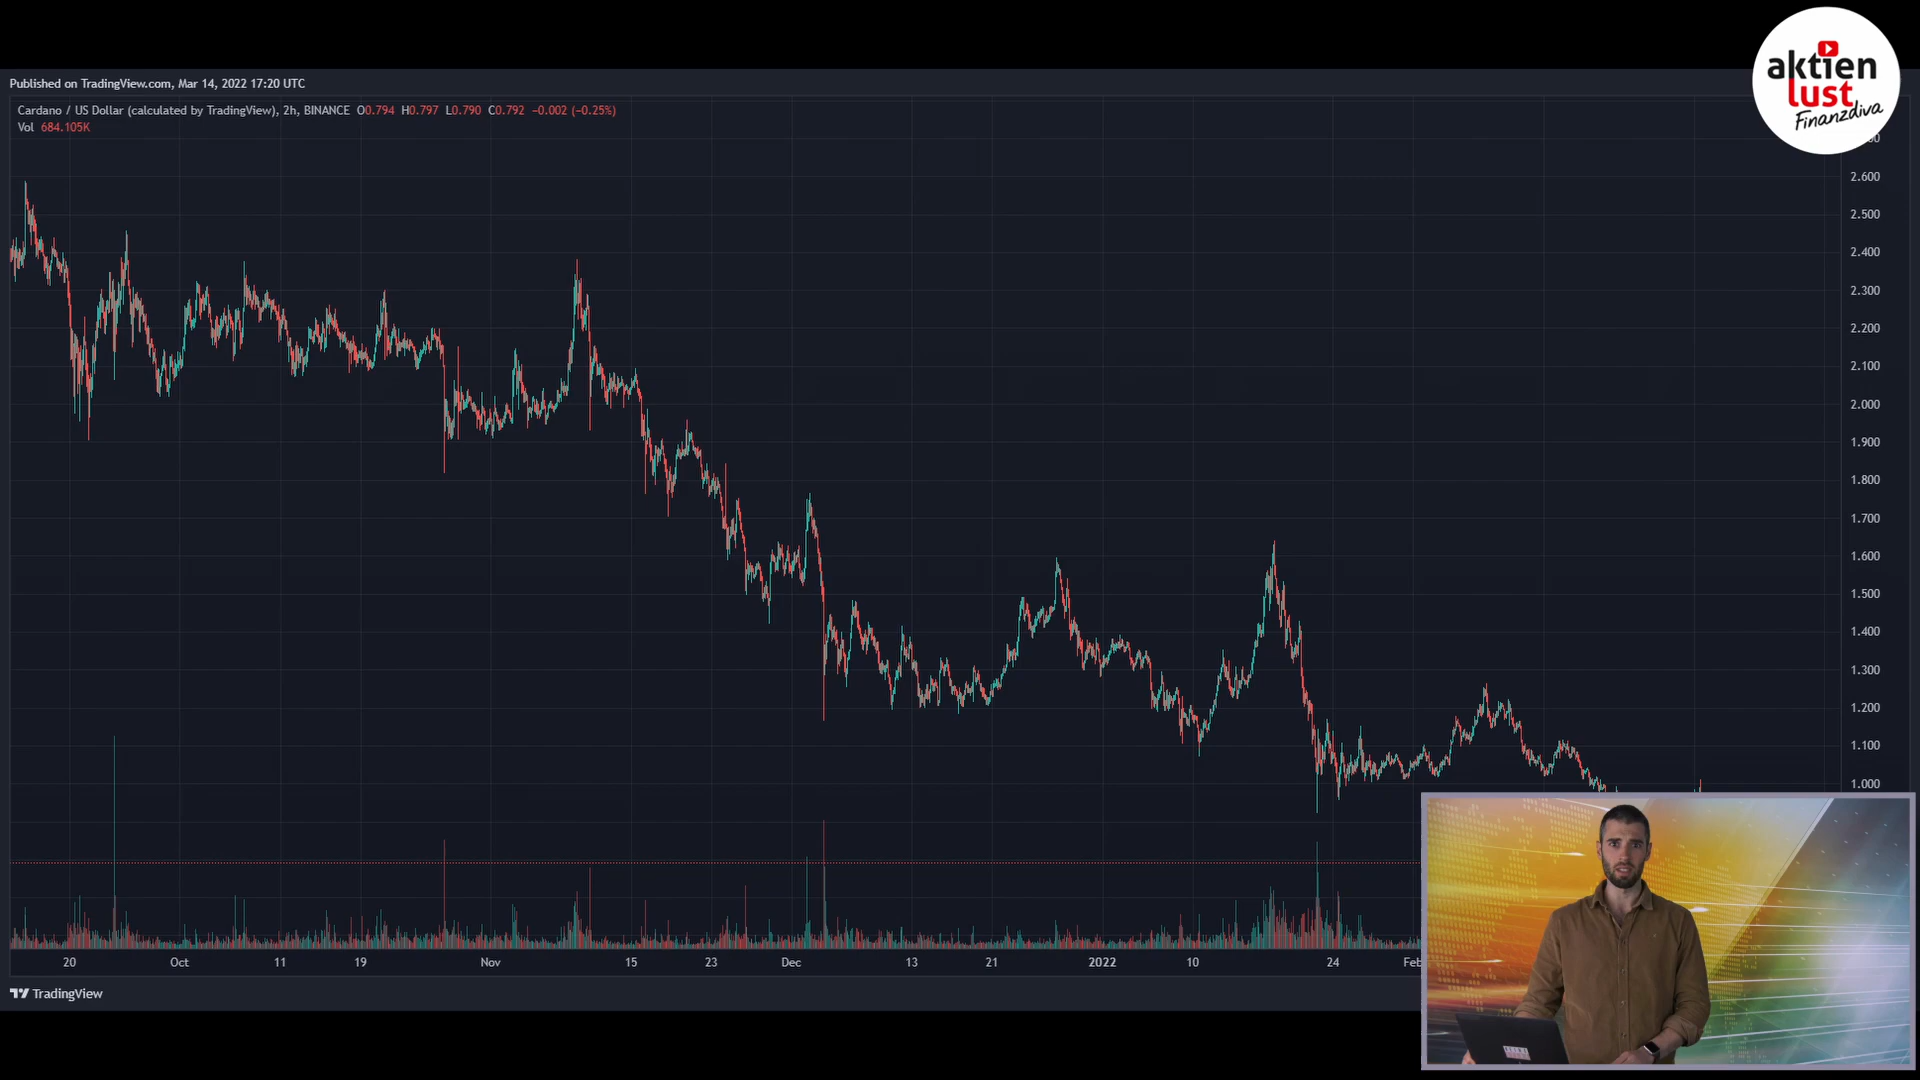 aktien
lust
Finanzdiva
Published on TradingView.com, Mar 14, 2022 17:20 UTC
Cardano / US Dollar (calculated by TradingView), 2h, BINANCE O0.794 H0.797 L0.790 C0.792 −0.002 (−0.25%)
Vol 684.105K
2.600
2.500
2.400
2.300
2.200
2.100
2.000
1.900
1.800
1.700
1.600
1.500
1.400
1.300
1.200
1.100
1.000
20 Oct 11 19 Nov 15 23 Dec 13 21 2022 10 24 Feb
TradingView